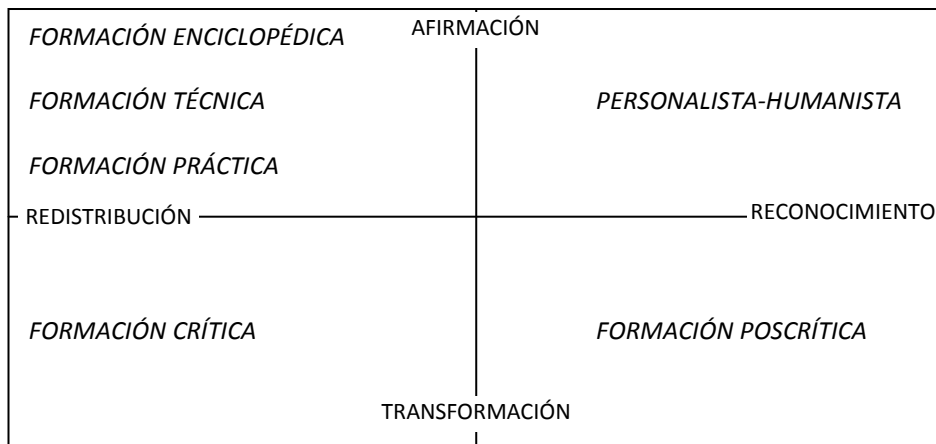 AFIRMACIÓN
FORMACIÓN ENCICLOPÉDICA
FORMACIÓN TÉCNICA
PERSONALISTA-HUMANISTA
FORMACIÓN PRÁCTICA
REDISTRIBUCIÓN
RECONOCIMIENTO
FORMACIÓN CRÍTICA
FORMACIÓN POSCRÍTICA
TRANSFORMACIÓN